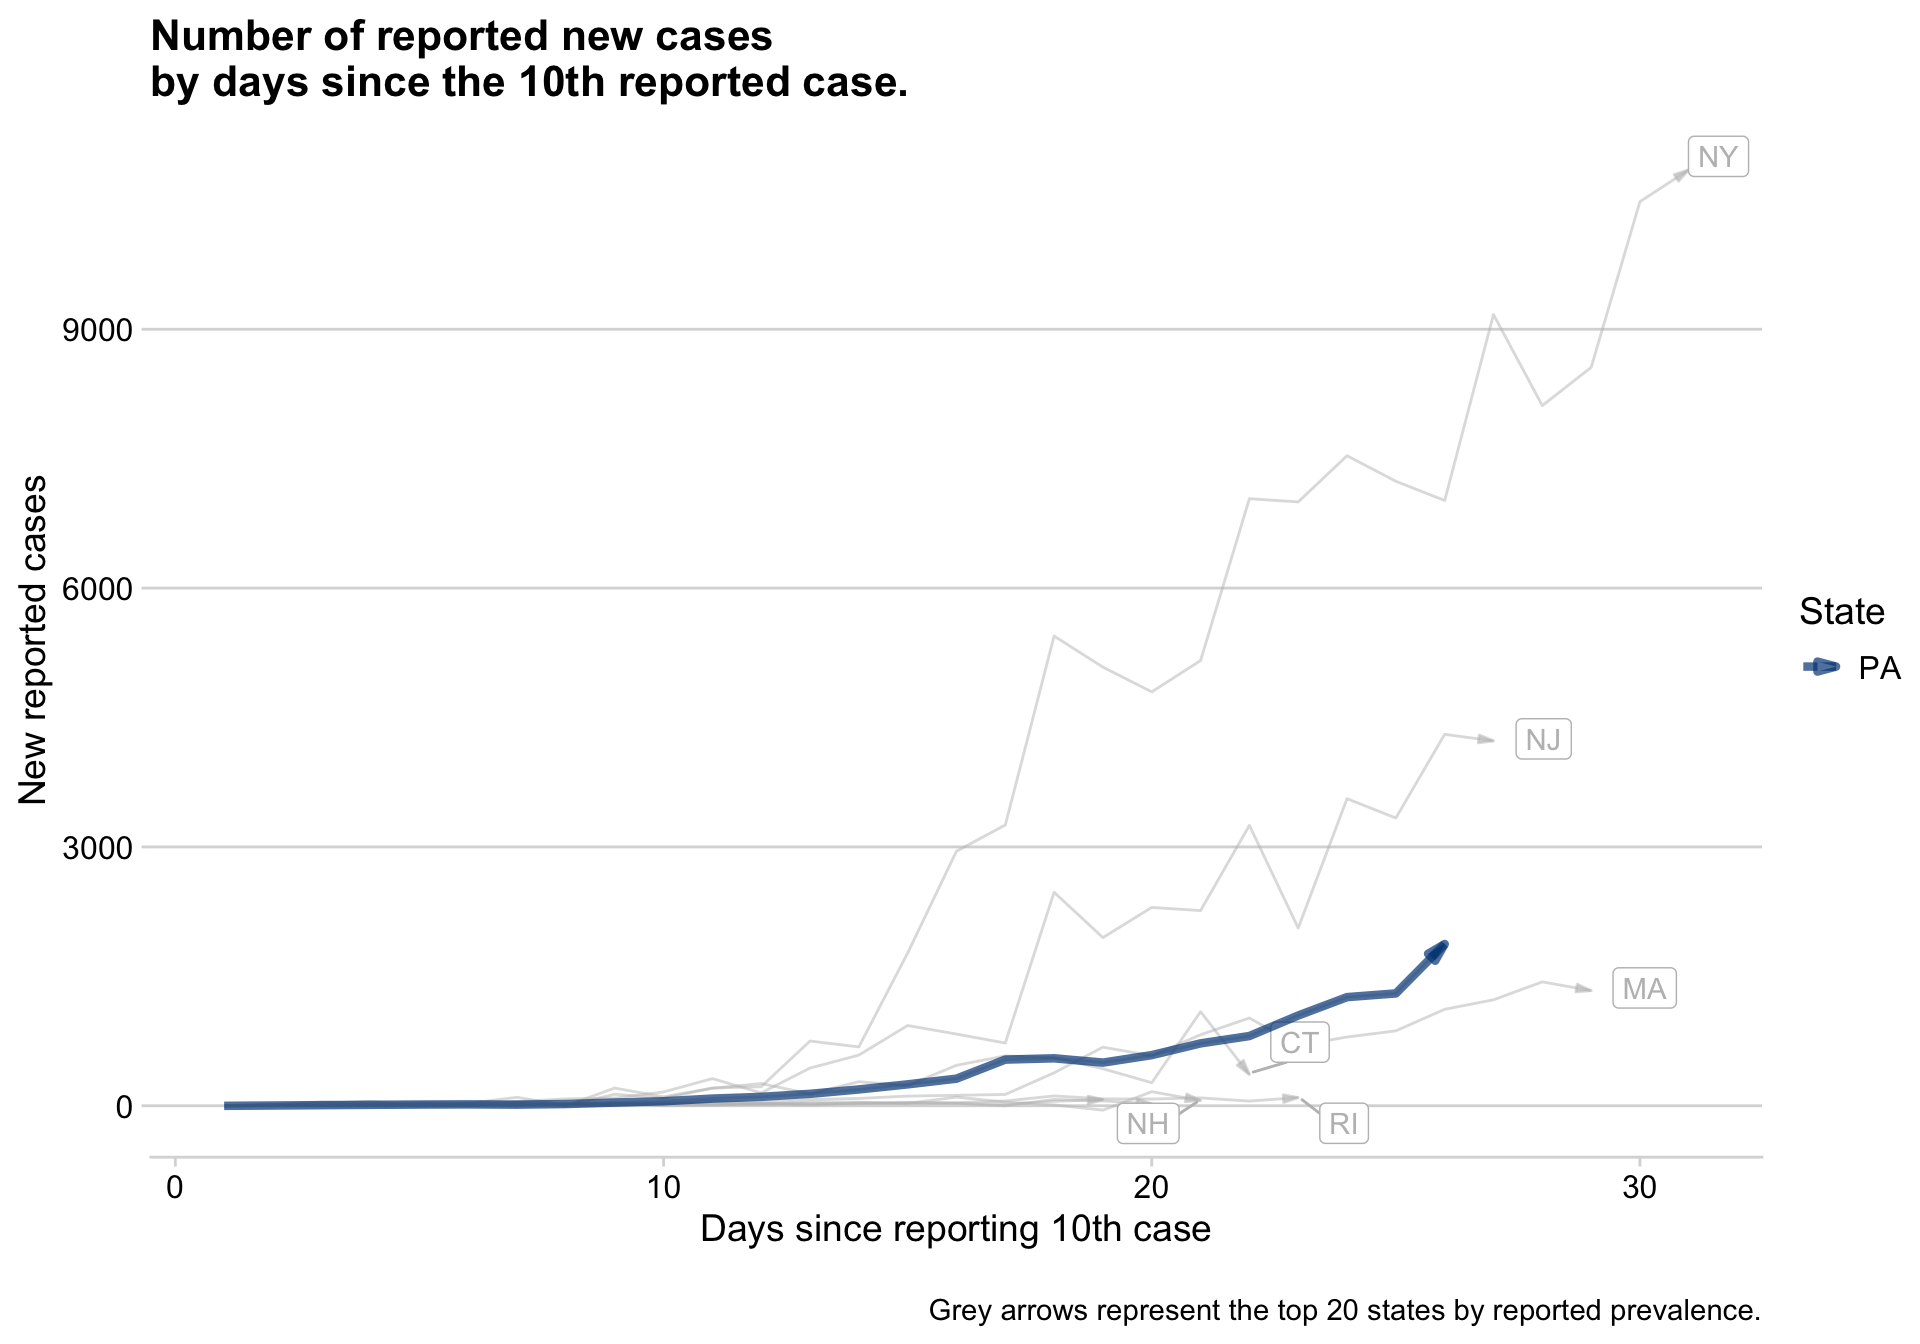 Number of reported new cases
by days since the 10th reported case.
NY
9000
New reported cases
6000
State
PA
NJ
3000
MA
CT
0
NH
RI
0 10 20 30
Days since reporting 10th case
Grey arrows represent the top 20 states by reported prevalence.